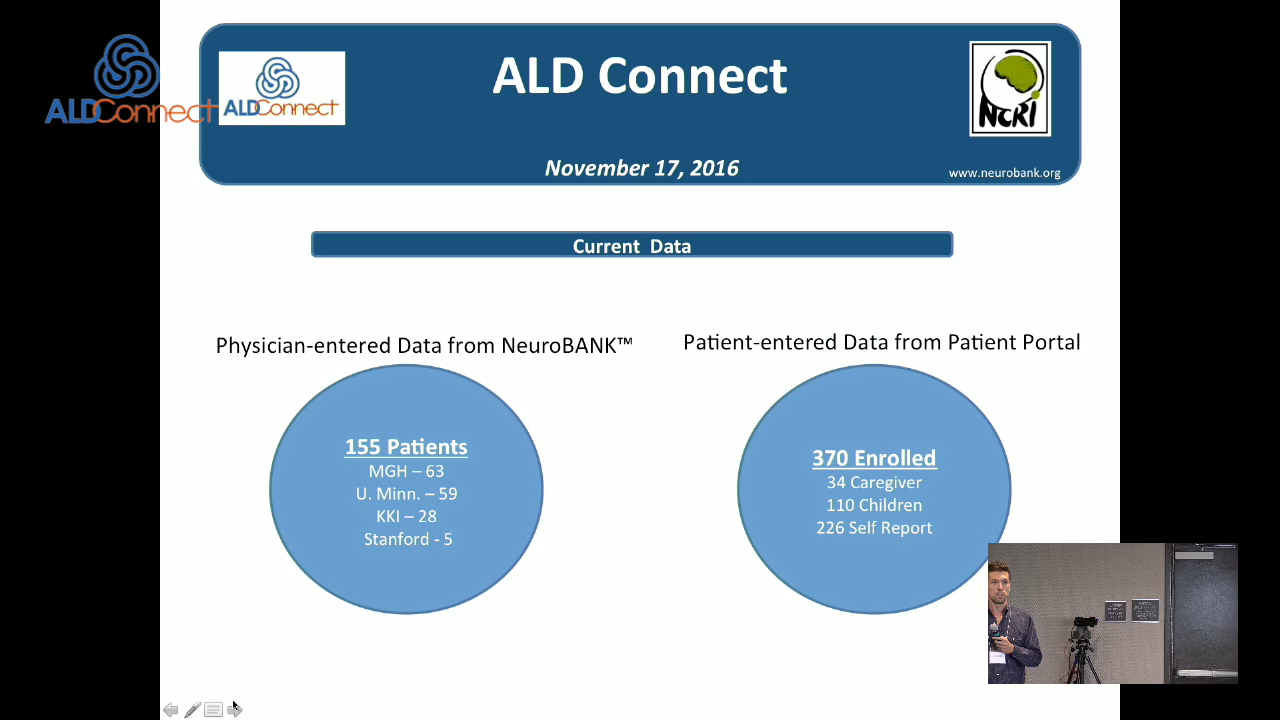 ALDConnect
ALDConnect
ALD Connect
NCRI
November 17, 2016
www.neurobank.org
Current Data
Physician-entered Data from NeuroBANK™
155 Patients
MGH – 63
U. Minn. – 59
KKI – 28
Stanford - 5
Patient-entered Data from Patient Portal
370 Enrolled
34 Caregiver
110 Children
226 Self Report